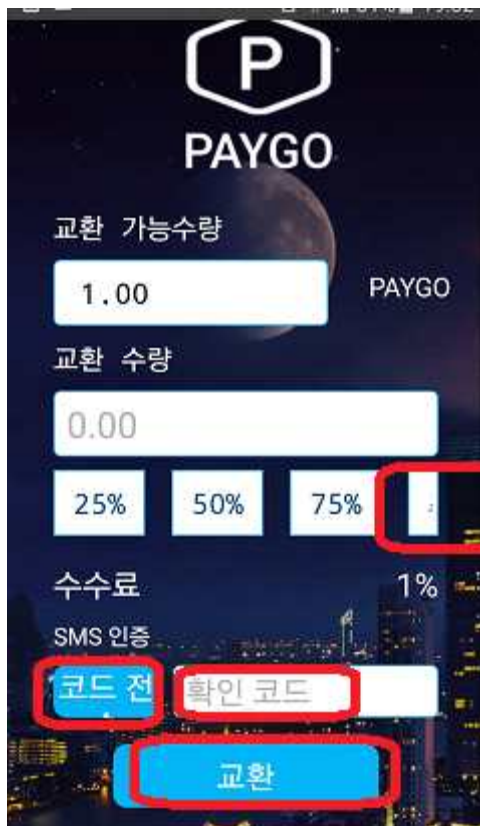 P
PAYGO
교환 가능수량
1.00 PAYGO
교환 수량
0.00
25% 50% 75%
수수료 1%
SMS 인증
코드 전 확인 코드
교환